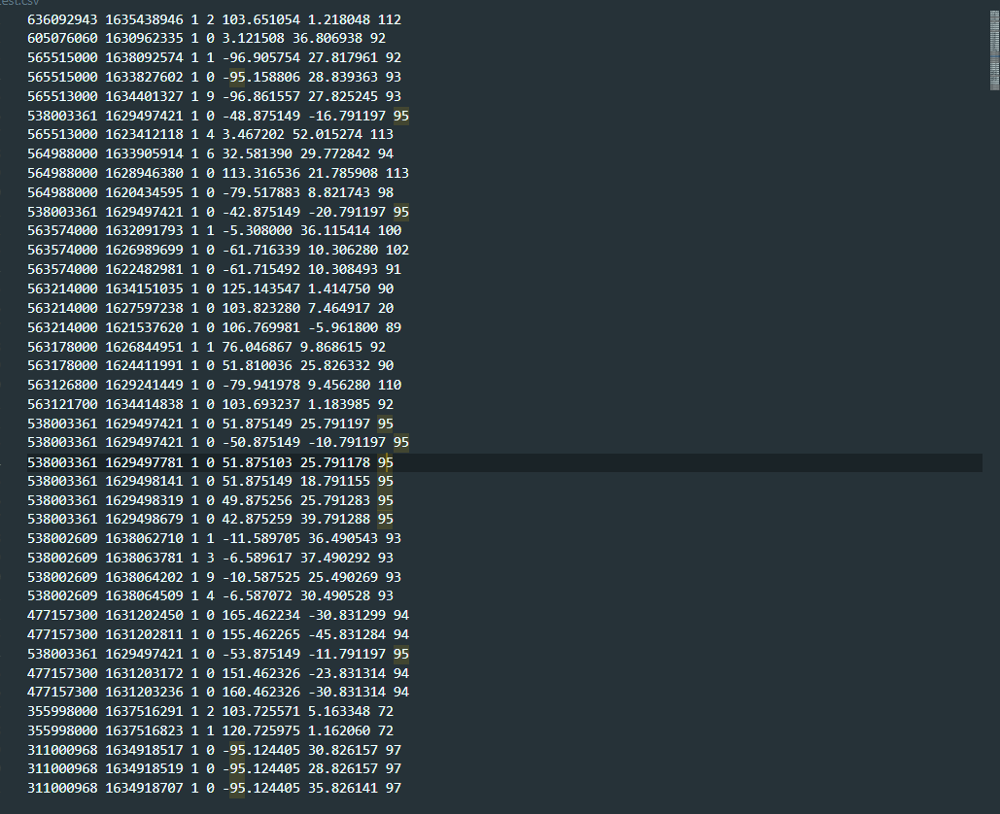 test.csv
636092943 1635438946 1 2 103.651054 1.218048 112
605076060 1630962335 1 0 3.121508 36.806938 92
565515000 1638092574 1 1 -96.905754 27.817961 92
565515000 1633827602 1 0 -95.158806 28.839363 93
565513000 1634401327 1 9 -96.861557 27.825245 93
538003361 1629497421 1 0 -48.875149 -16.791197 95
565513000 1623412118 1 4 3.467202 52.015274 113
564988000 1633905914 1 6 32.581390 29.772842 94
564988000 1628946380 1 0 113.316536 21.785908 113
564988000 1620434595 1 0 -79.517883 8.821743 98
538003361 1629497421 1 0 -42.875149 -20.791197 95
563574000 1632091793 1 1 -5.308000 36.115414 100
563574000 1626989699 1 0 -61.716339 10.306280 102
563574000 1622482981 1 0 -61.715492 10.308493 91
563214000 1634151035 1 0 125.143547 1.414750 90
563214000 1627597238 1 0 103.823280 7.464917 20
563214000 1621537620 1 0 106.769981 -5.961800 89
563178000 1626844951 1 1 76.046867 9.868615 92
563178000 1624411991 1 0 51.810036 25.826332 90
563126800 1629241449 1 0 -79.941978 9.456280 110
563121700 1634414838 1 0 103.693237 1.183985 92
538003361 1629497421 1 0 51.875149 25.791197 95
538003361 1629497421 1 0 -50.875149 -10.791197 95
538003361 1629497781 1 0 51.875103 25.791178 95
538003361 1629498141 1 0 51.875149 18.791155 95
538003361 1629498319 1 0 49.875256 25.791283 95
538003361 1629498679 1 0 42.875259 39.791288 95
538002609 1638062710 1 1 -11.589705 36.490543 93
538002609 1638063781 1 3 -6.589617 37.490292 93
538002609 1638064202 1 9 -10.587525 25.490269 93
538002609 1638064509 1 4 -6.587072 30.490528 93
477157300 1631202450 1 0 165.462234 -30.831299 94
477157300 1631202811 1 0 155.462265 -45.831284 94
538003361 1629497421 1 0 -53.875149 -11.791197 95
477157300 1631203172 1 0 151.462326 -23.831314 94
477157300 1631203236 1 0 160.462326 -30.831314 94
355998000 1637516291 1 2 103.725571 5.163348 72
355998000 1637516823 1 1 120.725975 1.162060 72
311000968 1634918517 1 0 -95.124405 30.826157 97
311000968 1634918519 1 0 -95.124405 28.826157 97
311000968 1634918707 1 0 -95.124405 35.826141 97